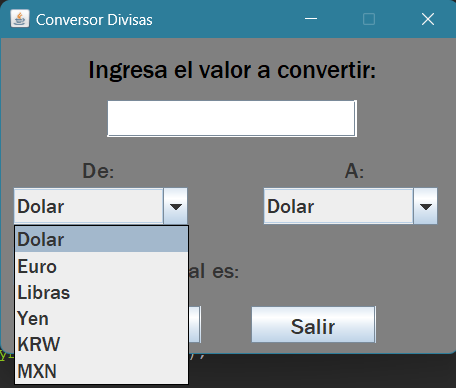 Conversor Divisas
Ingresa el valor a convertir:
De:
A:
Dolar
Dolar
Dolar
Euro
Libras
Yen
KRW
MXN
al es:
Salir